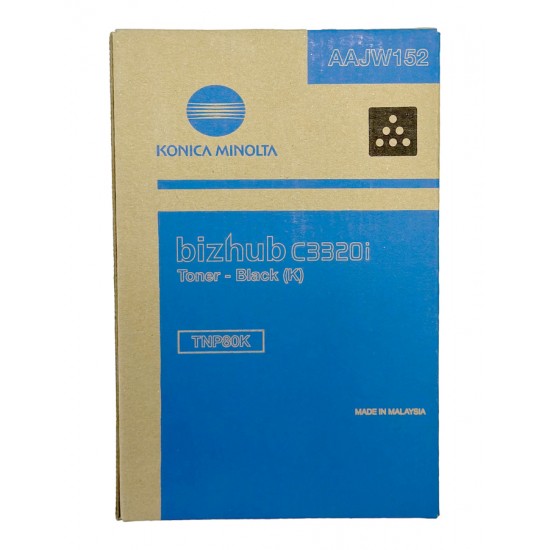 AAJW152
KONICA MINOLTA
bizhub C3320i
Toner - Black (K)
TNP80K
MADE IN MALAYSIA